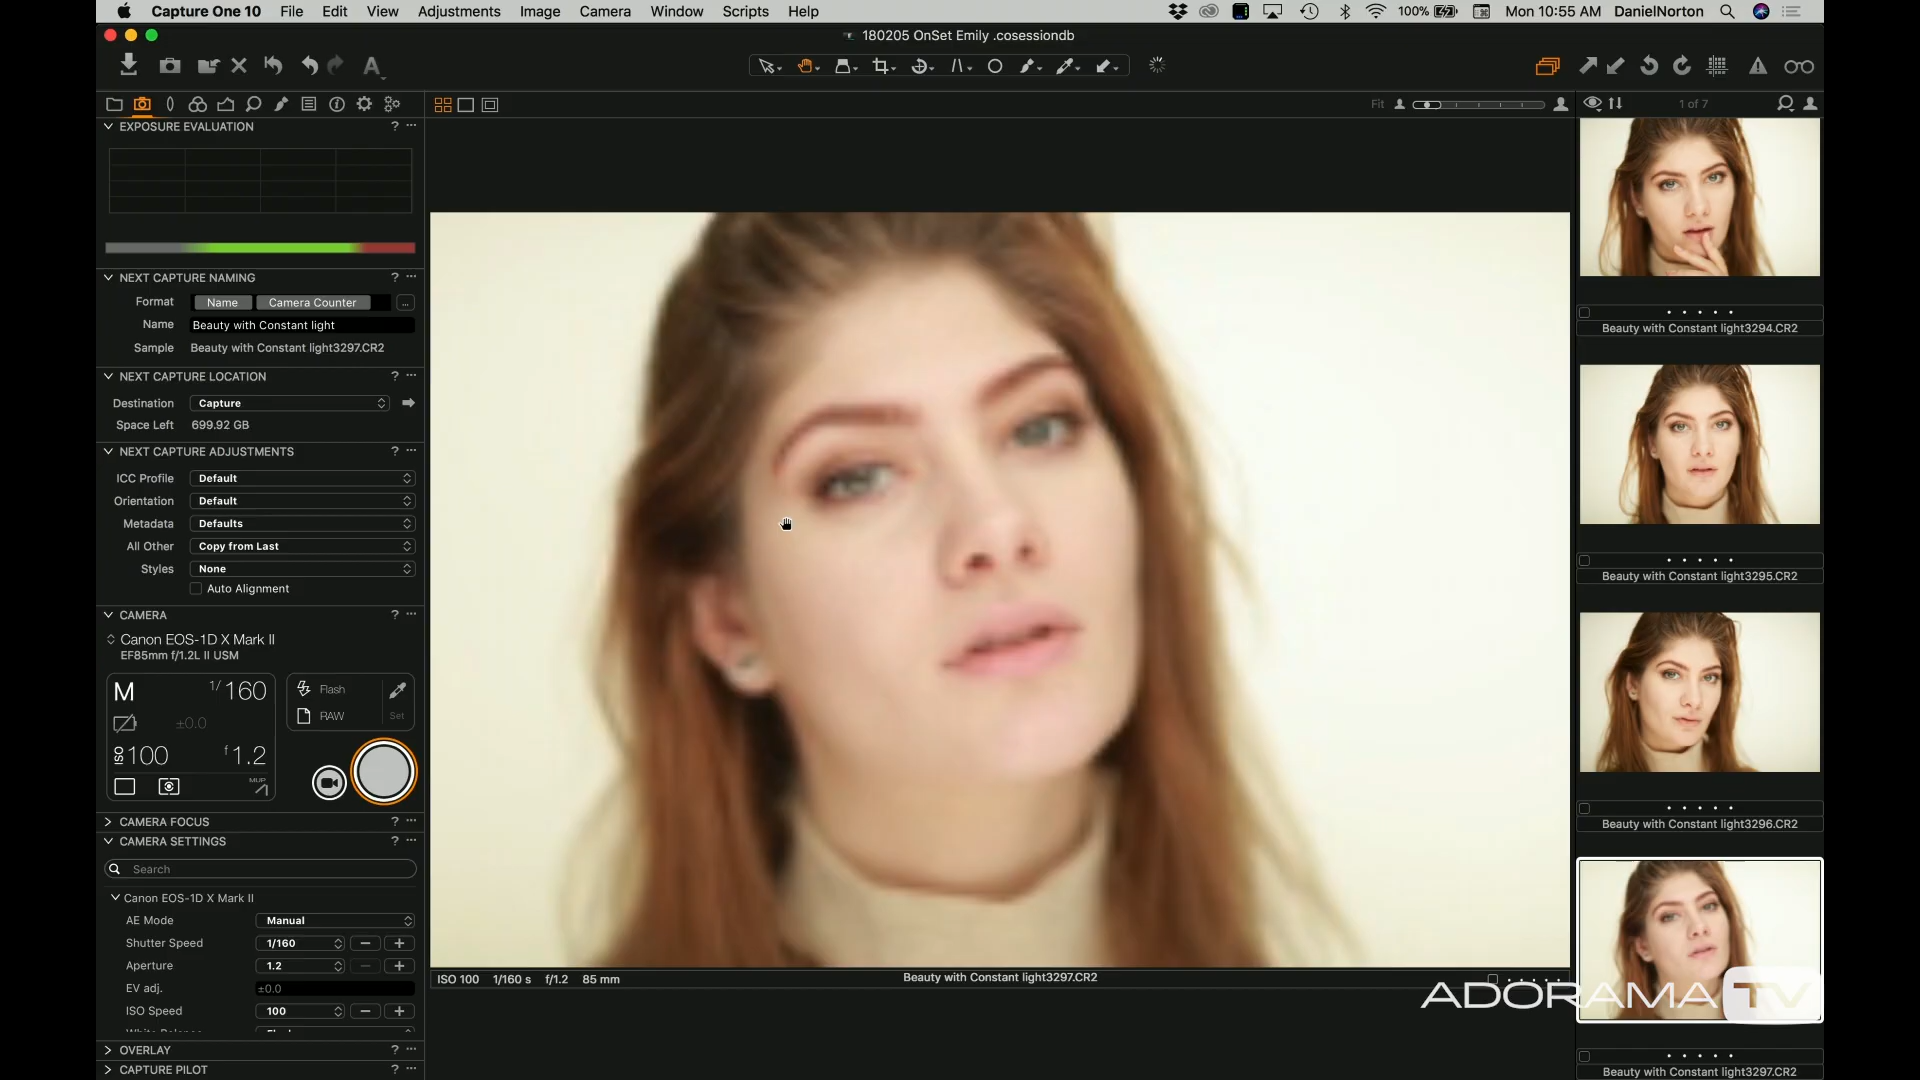 Capture One 10 File Edit View Adjustments Image Camera Window Scripts Help 100% Mon 10:55 AM DanielNorton
180205 OnSet Emily .cosessiondb
A
Fit
1 of 7
EXPOSURE EVALUATION ? ...
NEXT CAPTURE NAMING ? ...
Format Name Camera Counter ...
Name Beauty with Constant light
Sample Beauty with Constant light3297.CR2
NEXT CAPTURE LOCATION ? ...
Destination Capture
Space Left 699.92 GB
NEXT CAPTURE ADJUSTMENTS ? ...
ICC Profile Default
Orientation Default
Metadata Defaults
All Other Copy from Last
Styles None
Auto Alignment
CAMERA ? ...
Canon EOS-1D X Mark II
EF85mm f/1.2L II USM
M 1/160
±0.0
ISO 100 f 1.2
MUP
Flash
RAW Set
CAMERA FOCUS ? ...
CAMERA SETTINGS ? ...
Search
Canon EOS-1D X Mark II
AE Mode Manual
Shutter Speed 1/160 − +
Aperture 1.2 − +
EV adj. ±0.0
ISO Speed 100 − +
OVERLAY ? ...
CAPTURE PILOT ? ...
ISO 100 1/160 s f/1.2 85 mm
Beauty with Constant light3297.CR2
Beauty with Constant light3294.CR2
Beauty with Constant light3295.CR2
Beauty with Constant light3296.CR2
ADORAMA TV
Beauty with Constant light3297.CR2